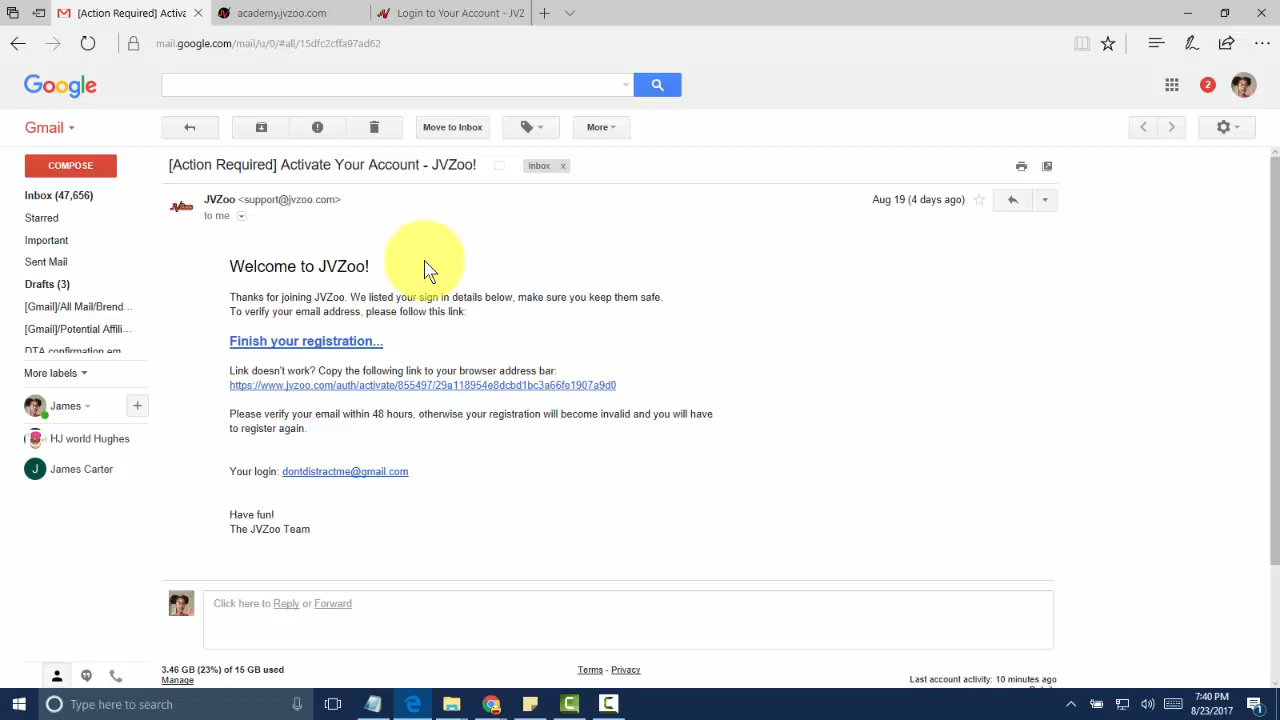 [Action Required] Activa
academy.jvzoo.com
Login to Your Account - JVZ
mail.google.com/mail/u/0/#all/15dfc2cffa97ad62
Google
2
Gmail
Move to Inbox
More
COMPOSE
[Action Required] Activate Your Account - JVZoo!
Inbox x
Inbox (47,656)
Starred
Important
Sent Mail
Drafts (3)
[Gmail]/All Mail/Brend...
[Gmail]/Potential Affili...
DTA confirmation em
More labels
James
HJ world Hughes
J
James Carter
JVZoo <support@jvzoo.com>
Aug 19 (4 days ago)
to me
Welcome to JVZoo!
Thanks for joining JVZoo. We listed your sign in details below, make sure you keep them safe.
To verify your email address, please follow this link:
Finish your registration...
Link doesn't work? Copy the following link to your browser address bar:
https://www.jvzoo.com/auth/activate/855497/29a118954e8dcbd1bc3a66fe1907a9d0
Please verify your email within 48 hours, otherwise your registration will become invalid and you will have
to register again.
Your login: dontdistractme@gmail.com
Have fun!
The JVZoo Team
Click here to Reply or Forward
3.46 GB (23%) of 15 GB used
Manage
Terms - Privacy
Last account activity: 10 minutes ago
Type here to search
7:40 PM
8/23/2017